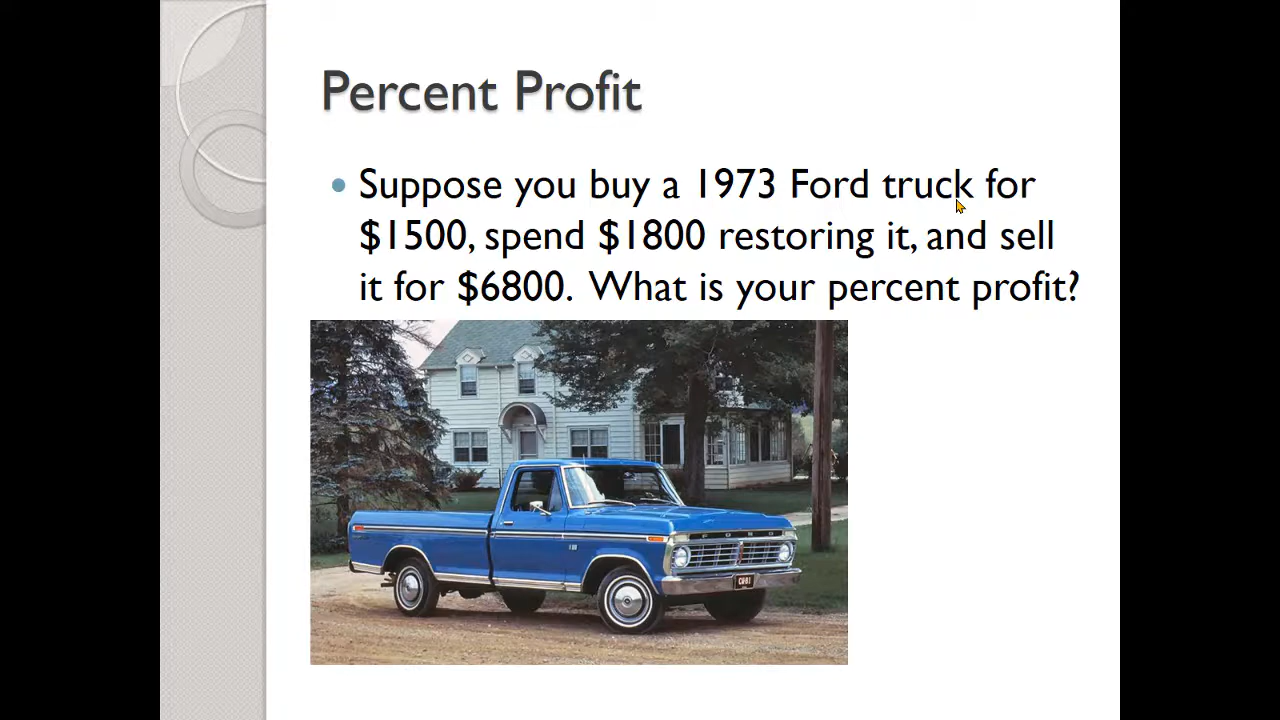 Percent Profit
Suppose you buy a 1973 Ford truck for
$1500, spend $1800 restoring it, and sell
it for $6800. What is your percent profit?
FORD